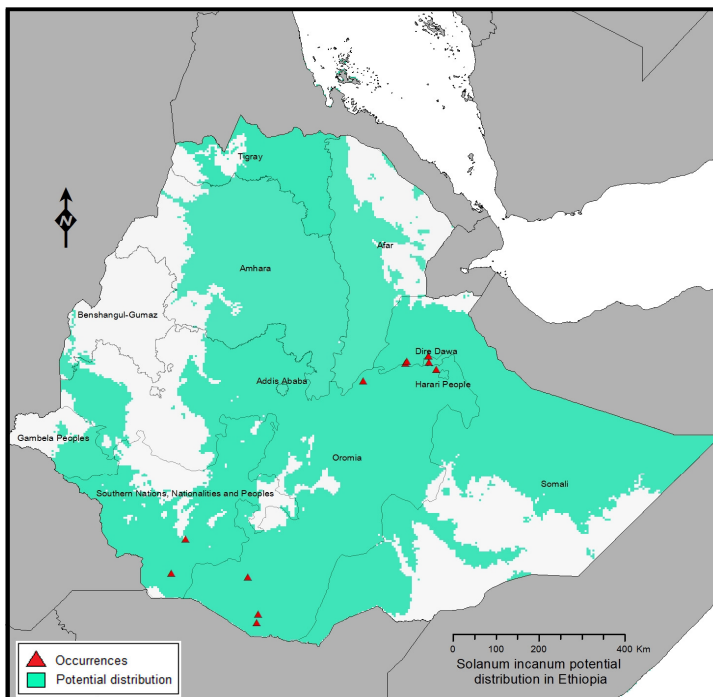 Tigray
N
Afar
Amhara
Benshangul-Gumaz
Dire Dawa
Addis Ababa
Harari People
Gambela Peoples
Oromia
Somali
Southern Nations, Nationalities and Peoples
Occurrences
Potential distribution
0 100 200 400 Km
Solanum incanum potential
distribution in Ethiopia